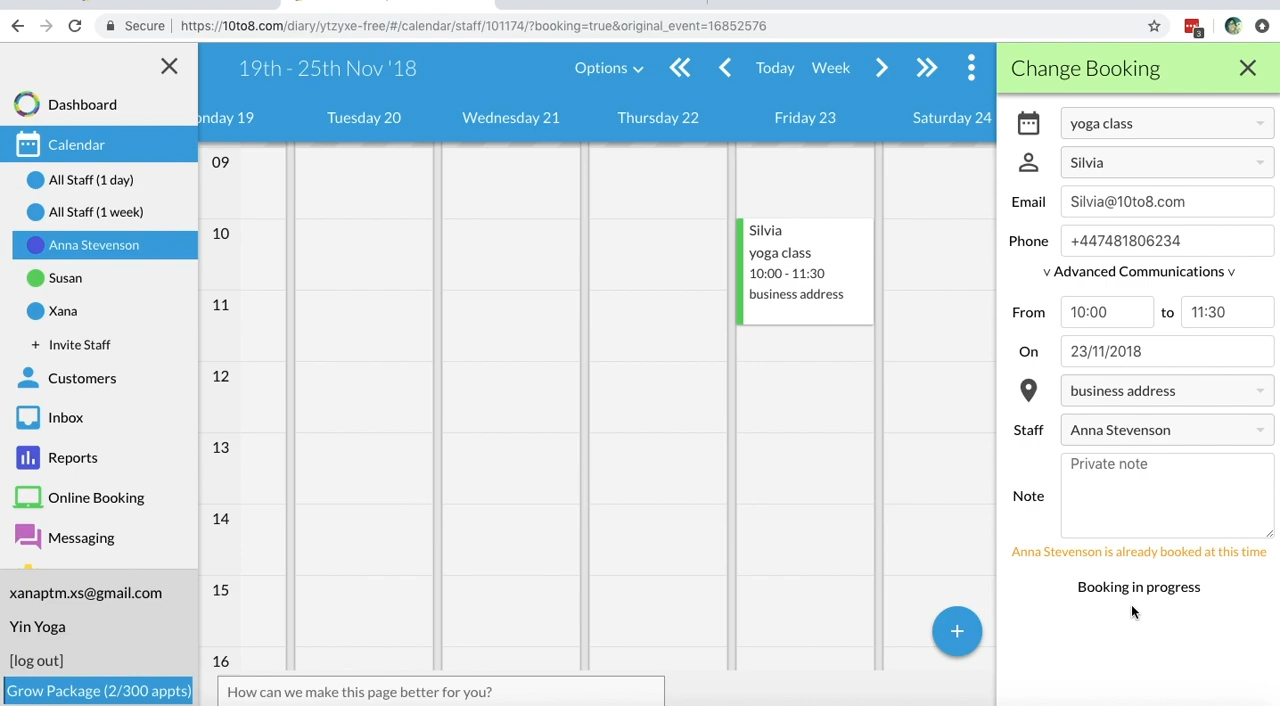 Secure
https://10to8.com/diary/ytzyxe-free/#/calendar/staff/101174/?booking=true&original_event=16852576
3
Dashboard
Calendar
All Staff (1 day)
All Staff (1 week)
Anna Stevenson
Susan
Xana
+ Invite Staff
Customers
Inbox
Reports
Online Booking
Messaging
xanaptm.xs@gmail.com
Yin Yoga
[log out]
Grow Package (2/300 appts)
19th - 25th Nov '18
Options
Today
Week
onday 19
Tuesday 20
Wednesday 21
Thursday 22
Friday 23
Saturday 24
09
10
11
12
13
14
15
16
Silvia
yoga class
10:00 - 11:30
business address
+
How can we make this page better for you?
Change Booking
yoga class
Silvia
Email Silvia@10to8.com
Phone +447481806234
v Advanced Communications v
From 10:00 to 11:30
On 23/11/2018
business address
Staff Anna Stevenson
Note Private note
Anna Stevenson is already booked at this time
Booking in progress